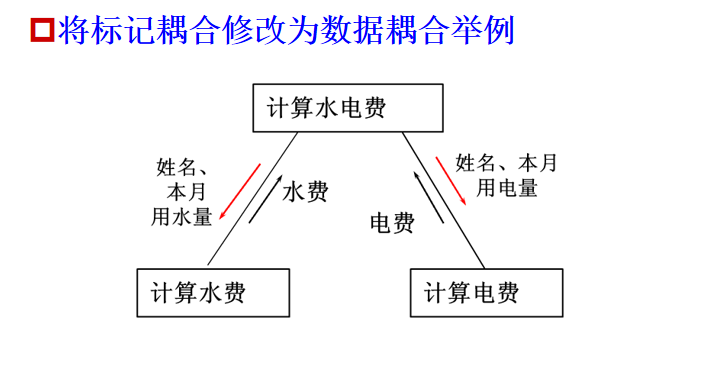 将标记耦合修改为数据耦合举例
计算水电费
姓名、
本月
用水量
水费
电费
姓名、本月
用电量
计算水费
计算电费